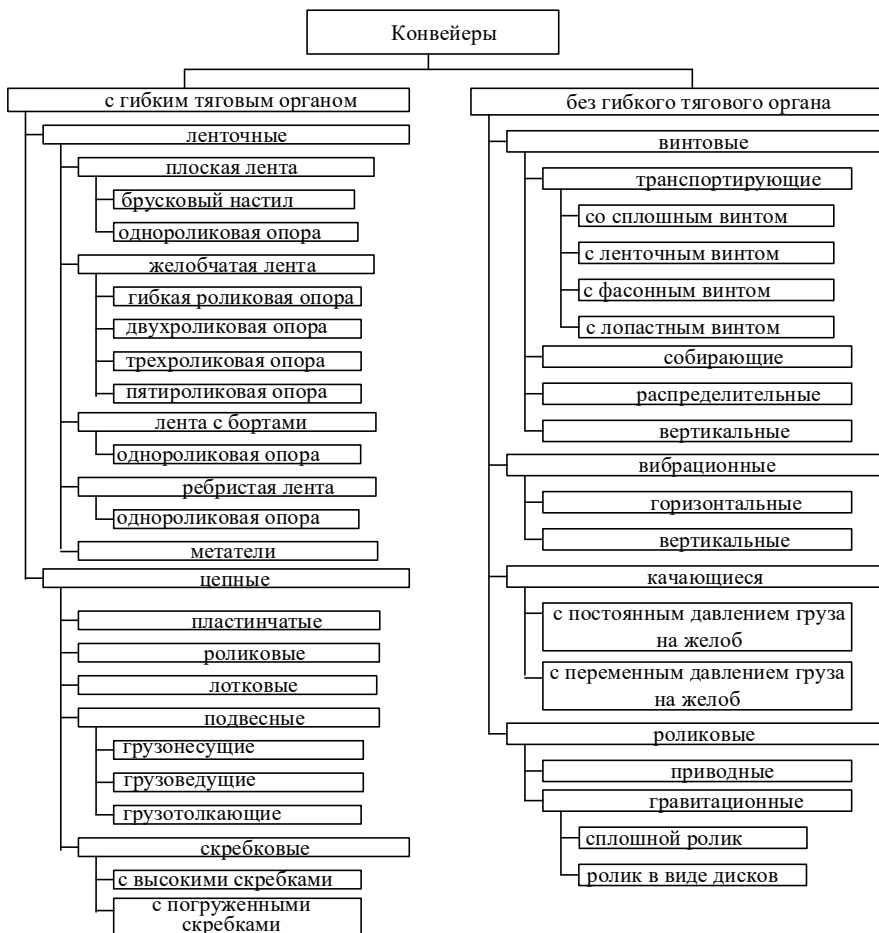 Конвейеры
с гибким тяговым органом
ленточные
плоская лента
брусковый настил
однороликовая опора
желобчатая лента
гибкая роликовая опора
двухроликовая опора
трехроликовая опора
пятироликовая опора
лента с бортами
однороликовая опора
ребристая лента
однороликовая опора
метатели
цепные
пластинчатые
роликовые
лотковые
подвесные
грузонесущие
грузоведущие
грузотолкающие
скребковые
с высокими скребками
с погруженными
скребками
без гибкого тягового органа
винтовые
транспортирующие
со сплошным винтом
с ленточным винтом
с фасонным винтом
с лопастным винтом
собирающие
распределительные
вертикальные
вибрационные
горизонтальные
вертикальные
качающиеся
с постоянным давлением груза
на желоб
с переменным давлением груза
на желоб
роликовые
приводные
гравитационные
сплошной ролик
ролик в виде дисков